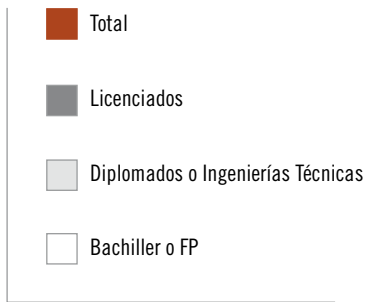 Total
Licenciados
Diplomados o Ingenierías Técnicas
Bachiller o FP